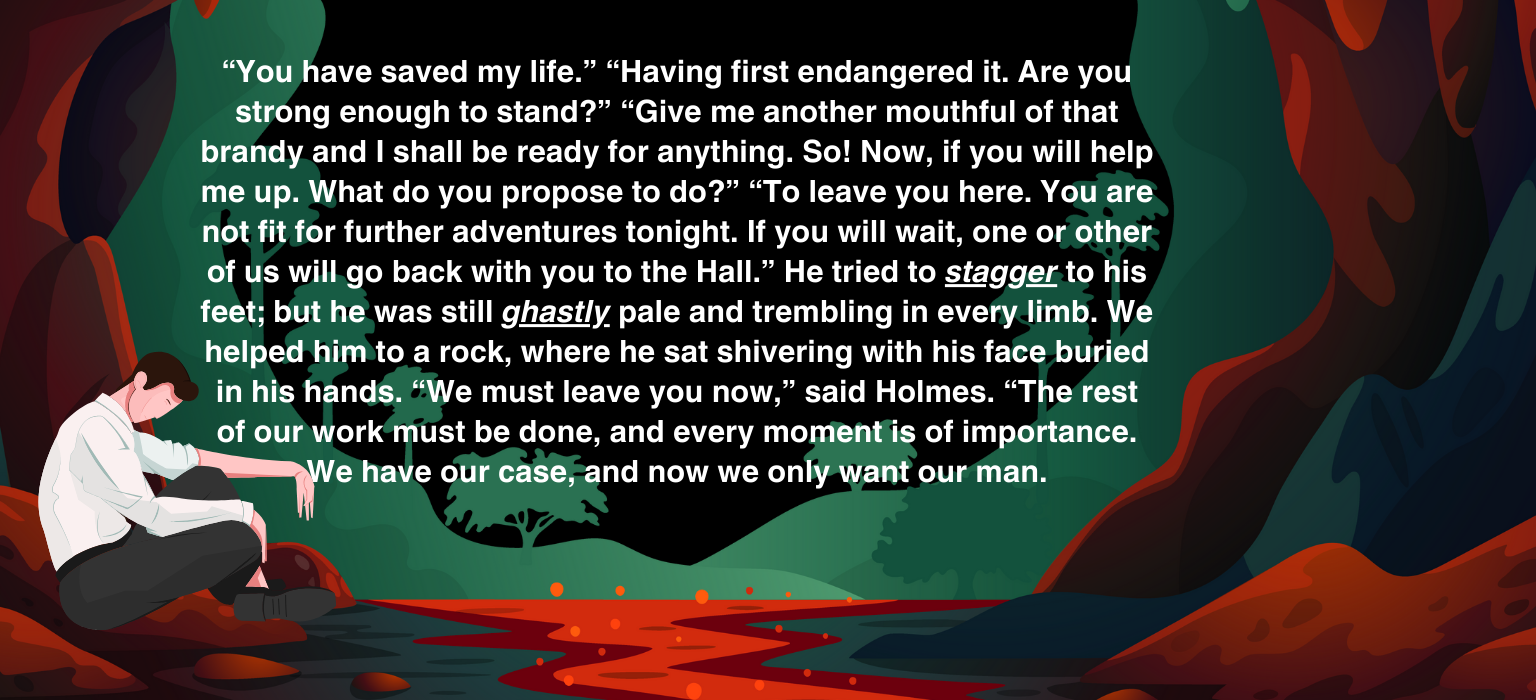 “You have saved my life.” “Having first endangered it. Are you
strong enough to stand?” “Give me another mouthful of that
brandy and I shall be ready for anything. So! Now, if you will help
me up. What do you propose to do?” “To leave you here. You are
not fit for further adventures tonight. If you will wait, one or other
of us will go back with you to the Hall.” He tried to stagger to his
feet; but he was still ghastly pale and trembling in every limb. We
helped him to a rock, where he sat shivering with his face buried
in his hands. “We must leave you now,” said Holmes. “The rest
of our work must be done, and every moment is of importance.
We have our case, and now we only want our man.